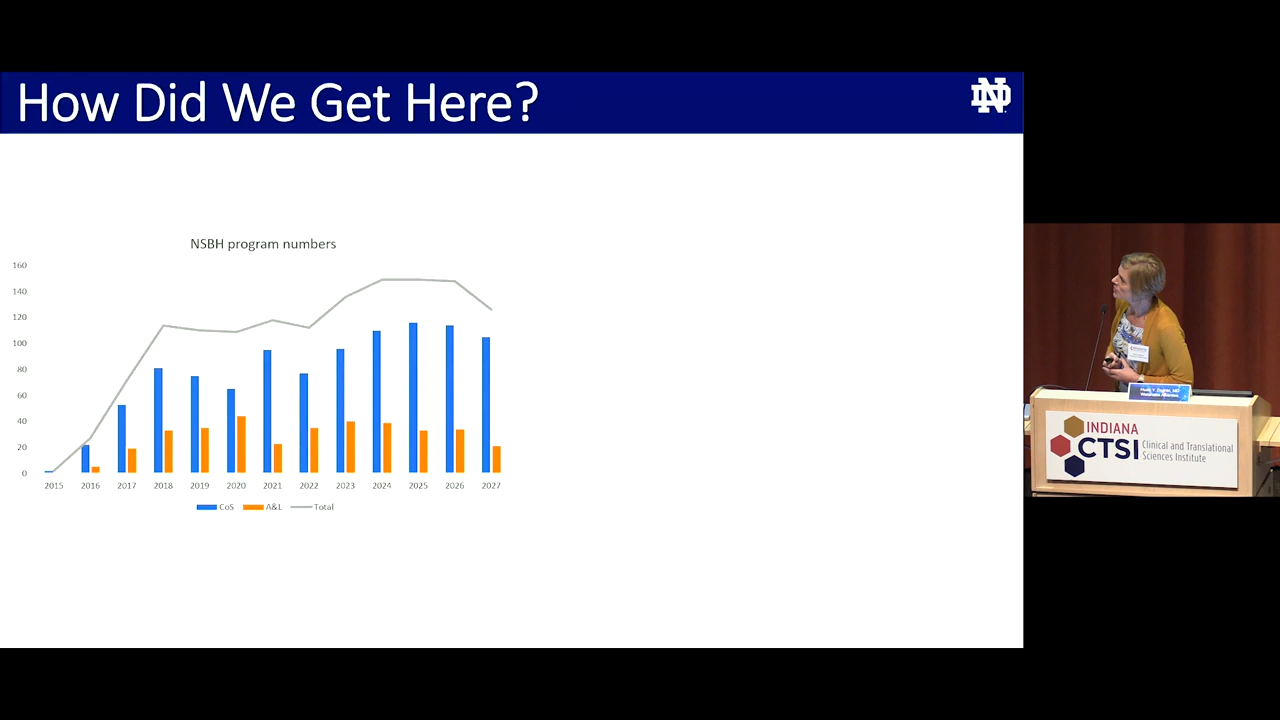 How Did We Get Here?
ND
NSBH program numbers
160
140
120
100
80
60
40
20
0
2015 2016 2017 2018 2019 2020 2021 2022 2023 2024 2025 2026 2027
CoS A&L Total
INDIANA
CTSI
Clinical and Translational
Sciences Institute